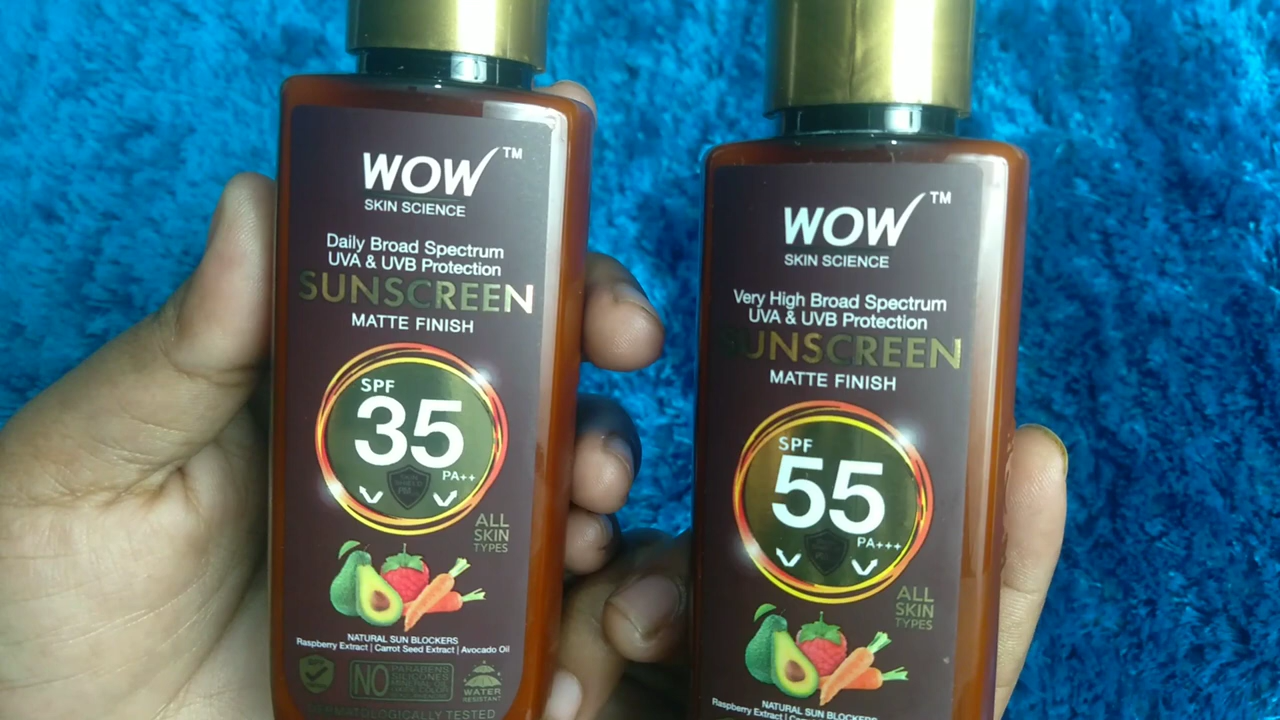 WOW™
SKIN SCIENCE
Daily Broad Spectrum
UVA & UVB Protection
SUNSCREEN
MATTE FINISH
SPF
35
PA++
ALL
SKIN
TYPES
NATURAL SUN BLOCKERS
Raspberry Extract | Carrot Seed Extract | Avocado Oil
NO PARABENS
SILICONES
WATER
RESISTANT
DERMATOLOGICALLY TESTED
WOW™
SKIN SCIENCE
Very High Broad Spectrum
UVA & UVB Protection
SUNSCREEN
MATTE FINISH
SPF
55
PA+++
ALL
SKIN
TYPES
NATURAL SUN BLOCKERS
Raspberry Extract